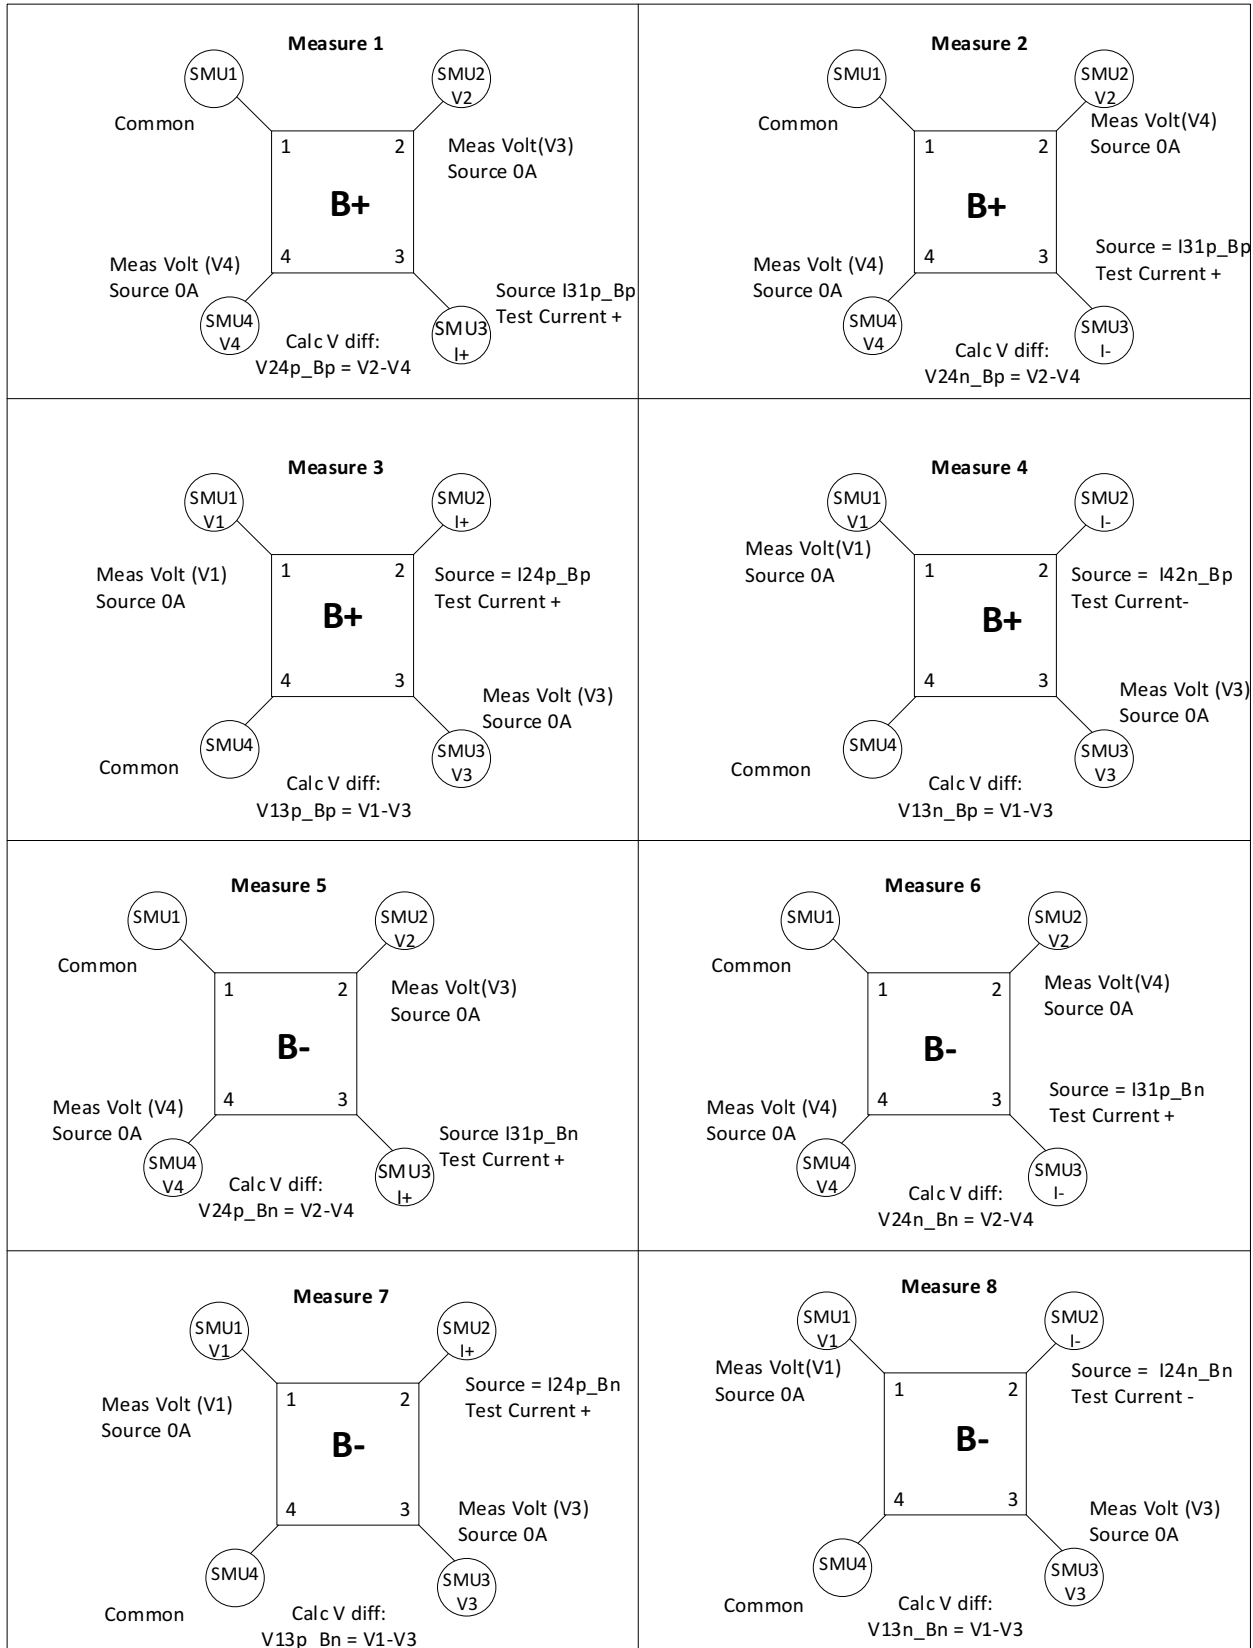 Measure 1
SMU1
SMU2
V2
Common
1
2
Meas Volt(V3)
Source 0A
B+
4
3
Meas Volt (V4)
Source 0A
Source I31p_Bp
Test Current +
SMU4
V4
SMU3
I+
Calc V diff:
V24p_Bp = V2-V4
Measure 2
SMU1
SMU2
V2
Common
Meas Volt(V4)
Source 0A
1
2
B+
4
3
Source = I31p_Bp
Test Current +
Meas Volt (V4)
Source 0A
SMU4
V4
SMU3
I-
Calc V diff:
V24n_Bp = V2-V4
Measure 3
SMU1
V1
SMU2
I+
Meas Volt (V1)
Source 0A
1
2
Source = I24p_Bp
Test Current +
B+
4
3
Meas Volt (V3)
Source 0A
SMU4
SMU3
V3
Common
Calc V diff:
V13p_Bp = V1-V3
Measure 4
SMU1
V1
SMU2
I-
Meas Volt(V1)
Source 0A
1
2
Source = I42n_Bp
Test Current-
B+
4
3
Meas Volt (V3)
Source 0A
SMU4
SMU3
V3
Common
Calc V diff:
V13n_Bp = V1-V3
Measure 5
SMU1
SMU2
V2
Common
1
2
Meas Volt(V3)
Source 0A
B-
4
3
Meas Volt (V4)
Source 0A
Source I31p_Bn
Test Current +
SMU4
V4
SMU3
I+
Calc V diff:
V24p_Bn = V2-V4
Measure 6
SMU1
SMU2
V2
Common
1
2
Meas Volt(V4)
Source 0A
B-
4
3
Source = I31p_Bn
Test Current +
Meas Volt (V4)
Source 0A
SMU4
V4
SMU3
I-
Calc V diff:
V24n_Bn = V2-V4
Measure 7
SMU1
V1
SMU2
I+
Meas Volt (V1)
Source 0A
1
2
Source = I24p_Bn
Test Current +
B-
4
3
Meas Volt (V3)
Source 0A
SMU4
SMU3
V3
Common
Calc V diff:
V13p_Bn = V1-V3
Measure 8
SMU1
V1
SMU2
I-
Meas Volt(V1)
Source 0A
1
2
Source = I24n_Bn
Test Current -
B-
4
3
Meas Volt (V3)
Source 0A
SMU4
SMU3
V3
Common
Calc V diff:
V13n_Bn = V1-V3